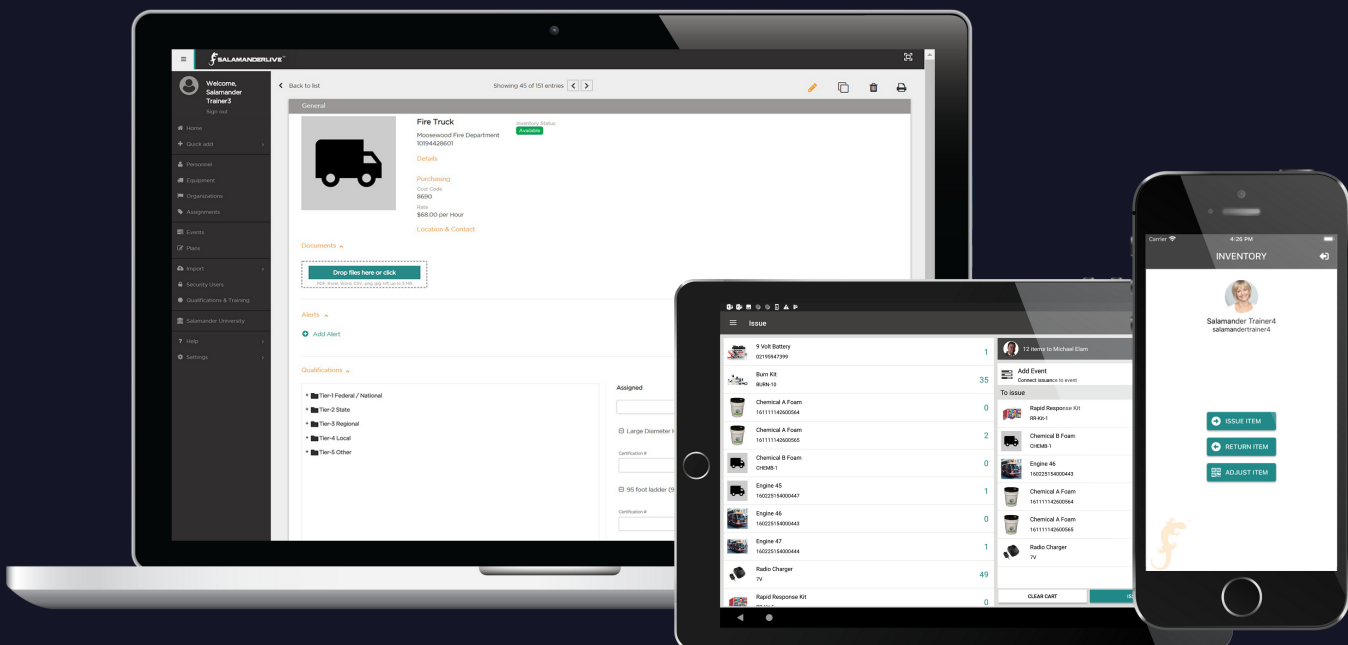 SALAMANDERLIVE™
Welcome,
Salamander
Trainer3
Sign out
Home
Quick add
Personnel
Equipment
Organizations
Assignments
Events
Plans
Import
Security Users
Qualifications & Training
Salamander University
Help
Settings
Back to list
Showing 45 of 151 entries
General
Fire Truck
Moosewood Fire Department
10194428601
Inventory Status
Available
Details
Purchasing
Cost Code
8690
Rate
$68.00 per Hour
Location & Contact
Documents
Drop files here or click
Alerts
Add Alert
Qualifications
Tier-1 Federal / National
Tier-2 State
Tier-3 Regional
Tier-4 Local
Tier-5 Other
Assigned
Large Diameter
Certification #
95 foot ladder (9
Certification #
Issue
9 Volt Battery
02195947399
1
Burn Kit
BURN-10
35
Chemical A Foam
161111142600564
0
Chemical A Foam
161111142600565
2
Chemical B Foam
CHEMB-1
0
Engine 45
160225154000447
1
Engine 46
160225154000443
0
Engine 47
160225154000444
1
Radio Charger
7V
49
Rapid Response Kit
0
12 items to Michael Elam
Add Event
Connect issuance to event
To issue
Rapid Response Kit
RR-Kit-1
Chemical B Foam
CHEMB-1
Engine 46
160225154000443
Chemical A Foam
161111142600564
Chemical A Foam
161111142600565
Radio Charger
7V
CLEAR CART
Carrier
4:26 PM
INVENTORY
Salamander Trainer4
salamandertrainer4
ISSUE ITEM
RETURN ITEM
ADJUST ITEM